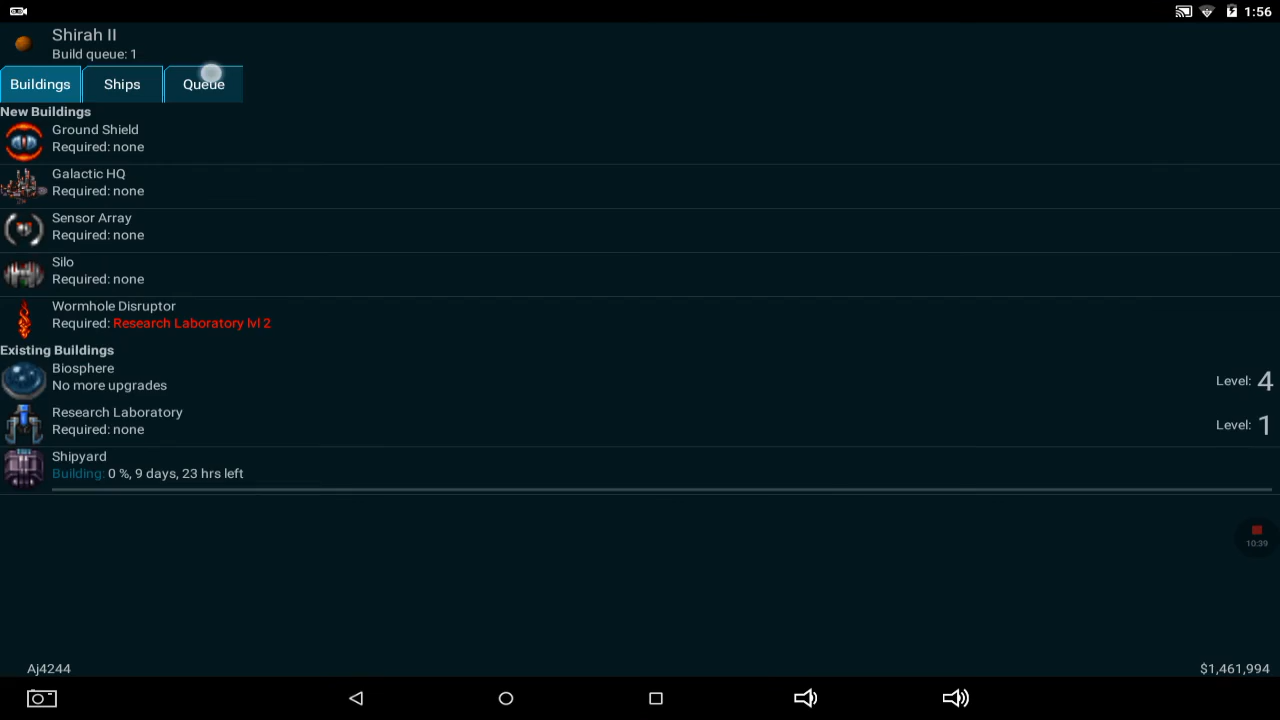 1:56
Shirah II
Build queue: 1
Buildings
Ships
Queue
New Buildings
Ground Shield
Required: none
Galactic HQ
Required: none
Sensor Array
Required: none
Silo
Required: none
Wormhole Disruptor
Required: Research Laboratory lvl 2
Existing Buildings
Biosphere
No more upgrades
Level: 4
Research Laboratory
Required: none
Level: 1
Shipyard
Building: 0 %, 9 days, 23 hrs left
10:39
Aj4244
$1,461,994